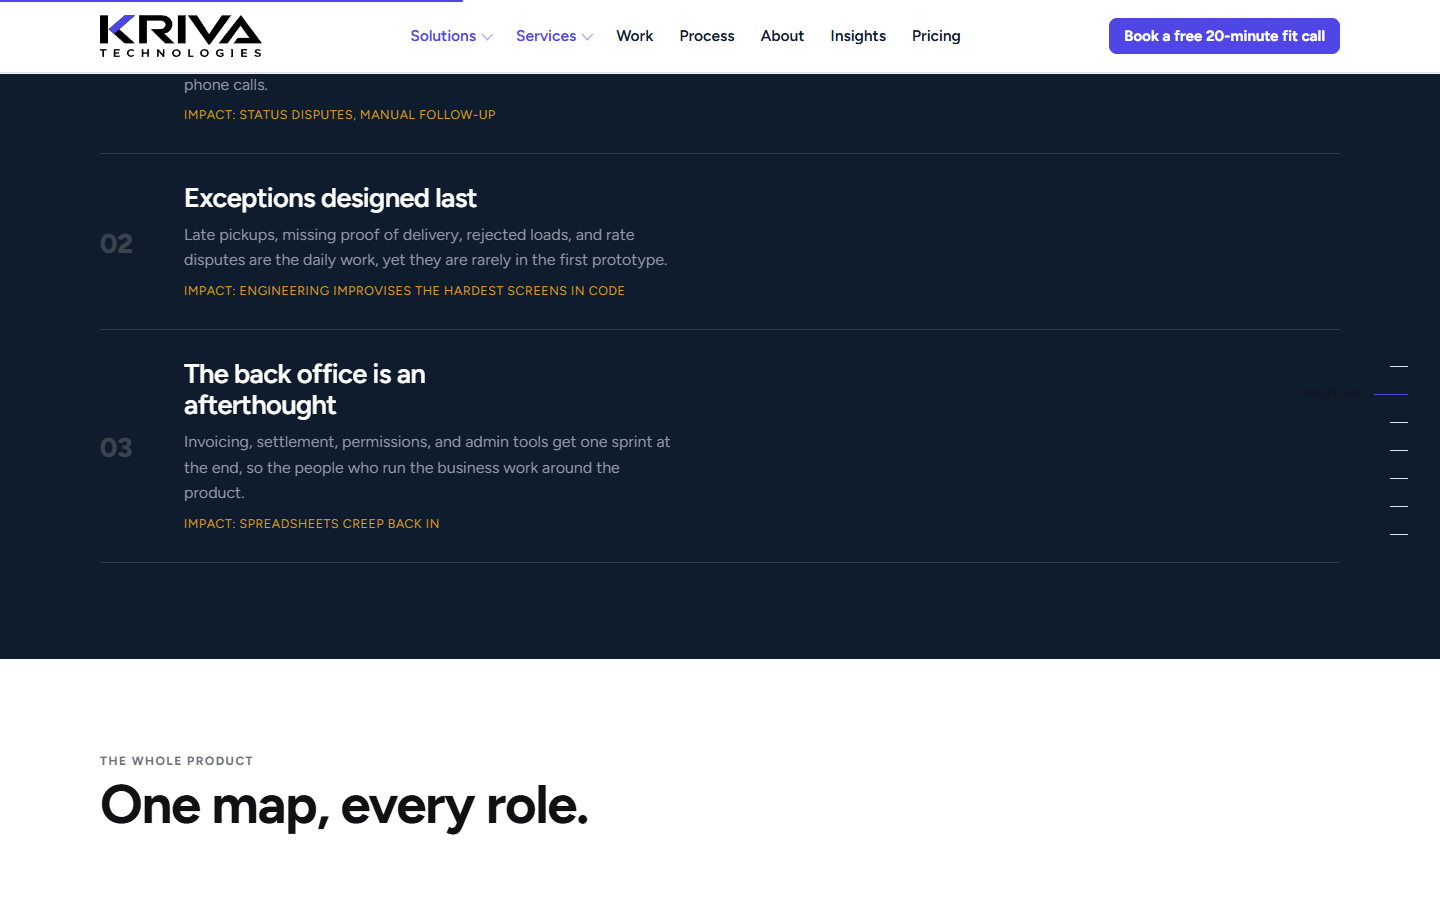 KRIVA
TECHNOLOGIES
Solutions
Services
Work
Process
About
Insights
Pricing
Book a free 20-minute fit call
phone calls.
IMPACT: STATUS DISPUTES, MANUAL FOLLOW-UP
02
Exceptions designed last
Late pickups, missing proof of delivery, rejected loads, and rate
disputes are the daily work, yet they are rarely in the first prototype.
IMPACT: ENGINEERING IMPROVISES THE HARDEST SCREENS IN CODE
03
The back office is an
afterthought
Invoicing, settlement, permissions, and admin tools get one sprint at
the end, so the people who run the business work around the
product.
IMPACT: SPREADSHEETS CREEP BACK IN
THE WHOLE PRODUCT
One map, every role.